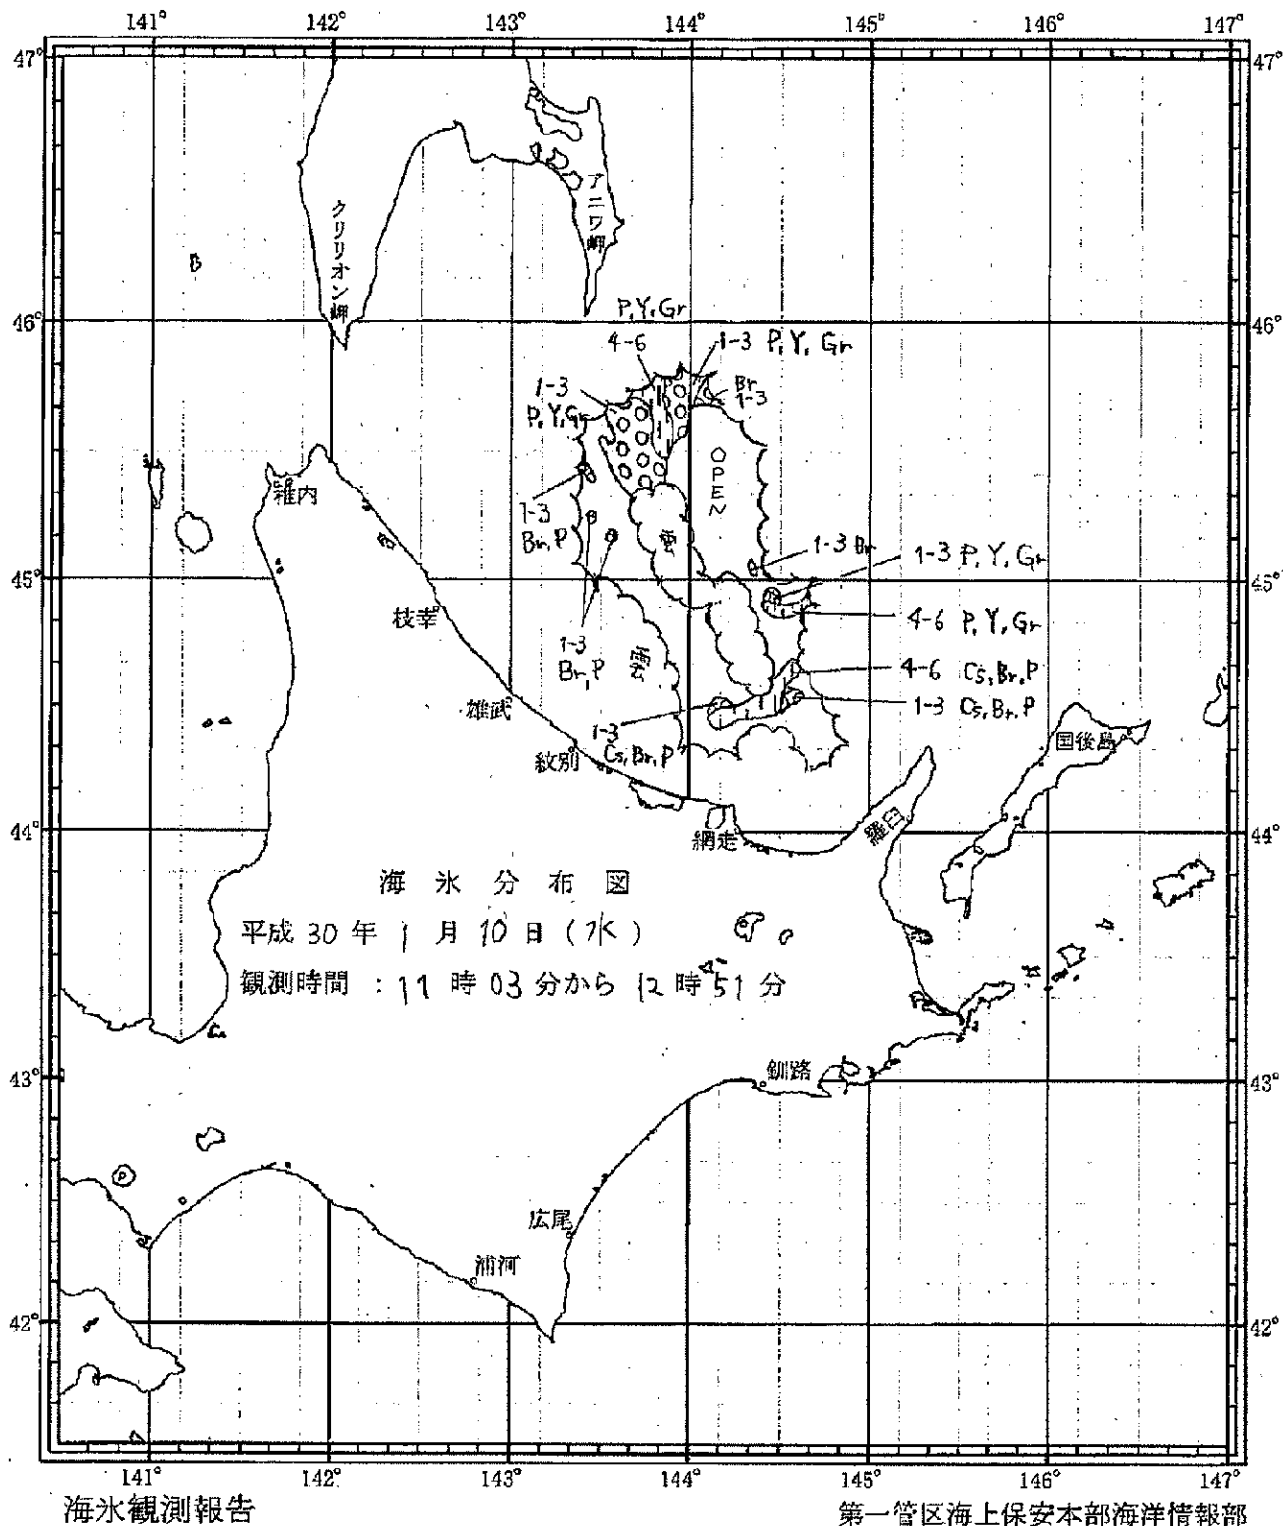 141° 142° 143° 144° 145° 146° 147°
47° 47°
クリリオン岬
アニワ岬
46° 46°
P,Y,Gr
4-6
1-3 P,Y,Gr
Br
1-3
1-3
P,Y,Gr
OPEN
稚内
1-3
Br,P
雲
1-3 Br
1-3 P,Y,Gr
45° 45°
枝幸
4-6 P,Y,Gr
1-3
Br,P
雲
4-6 Cs,Br,P
雄武
1-3 Cs,Br,P
1-3
Cs,Br,P
紋別
国後島
44° 44°
網走
羅臼
海氷分布図
平成 30 年 1 月 10 日 (水)
観測時間 : 11 時 03 分から 12 時 51 分
43° 43°
釧路
広尾
浦河
42° 42°
141° 142° 143° 144° 145° 146° 147°
海氷観測報告
第一管区海上保安本部海洋情報部